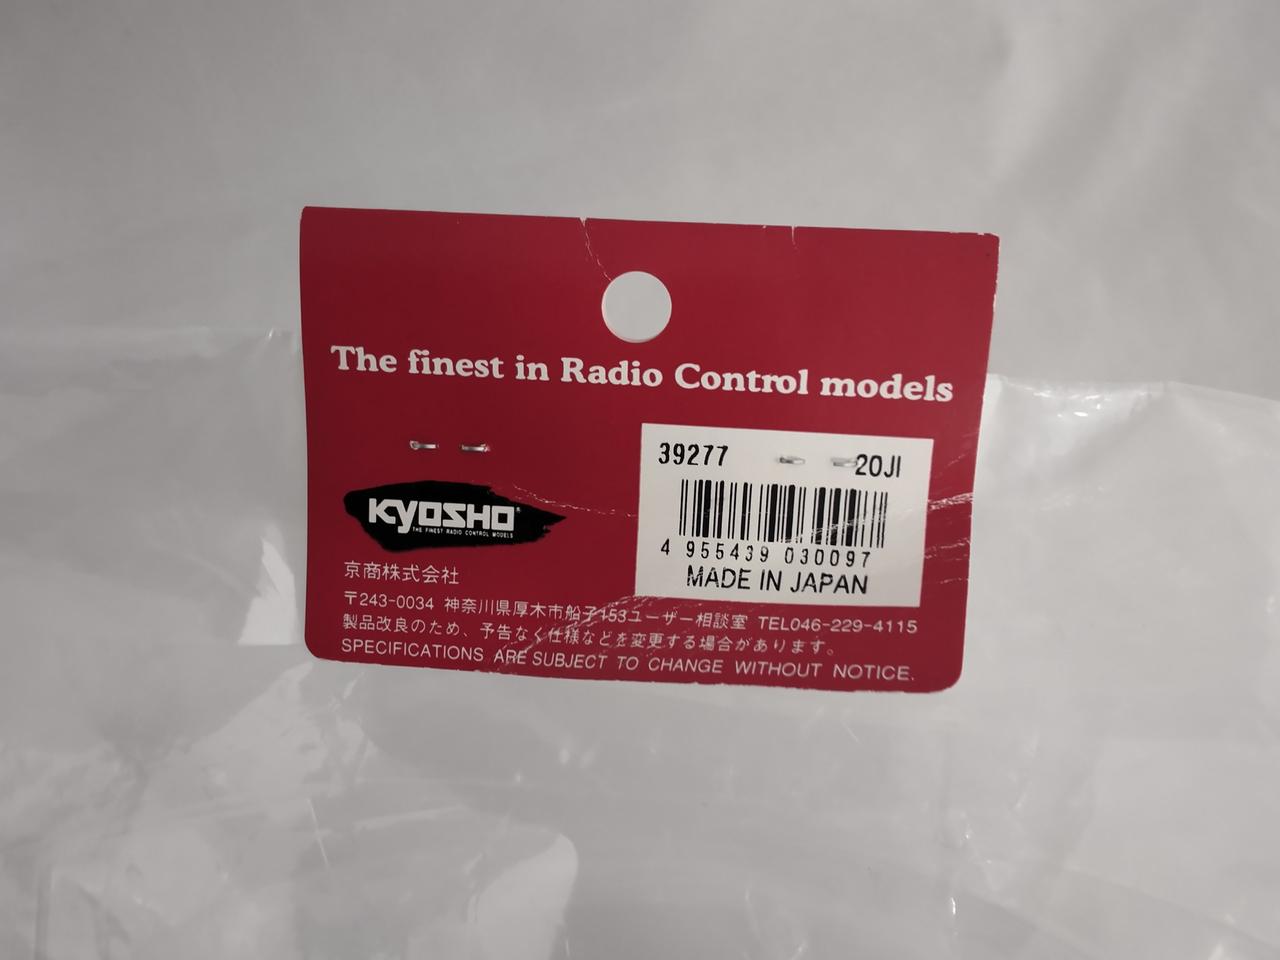 The finest in Radio Control models
39277 20JI
4 955439 030097
MADE IN JAPAN
KYOSHO®
THE FINEST RADIO CONTROL MODELS
京商株式会社
〒243-0034 神奈川県厚木市船子153ユーザー相談室 TEL046-229-4115
製品改良のため、予告なく仕様などを変更する場合があります。
SPECIFICATIONS ARE SUBJECT TO CHANGE WITHOUT NOTICE.